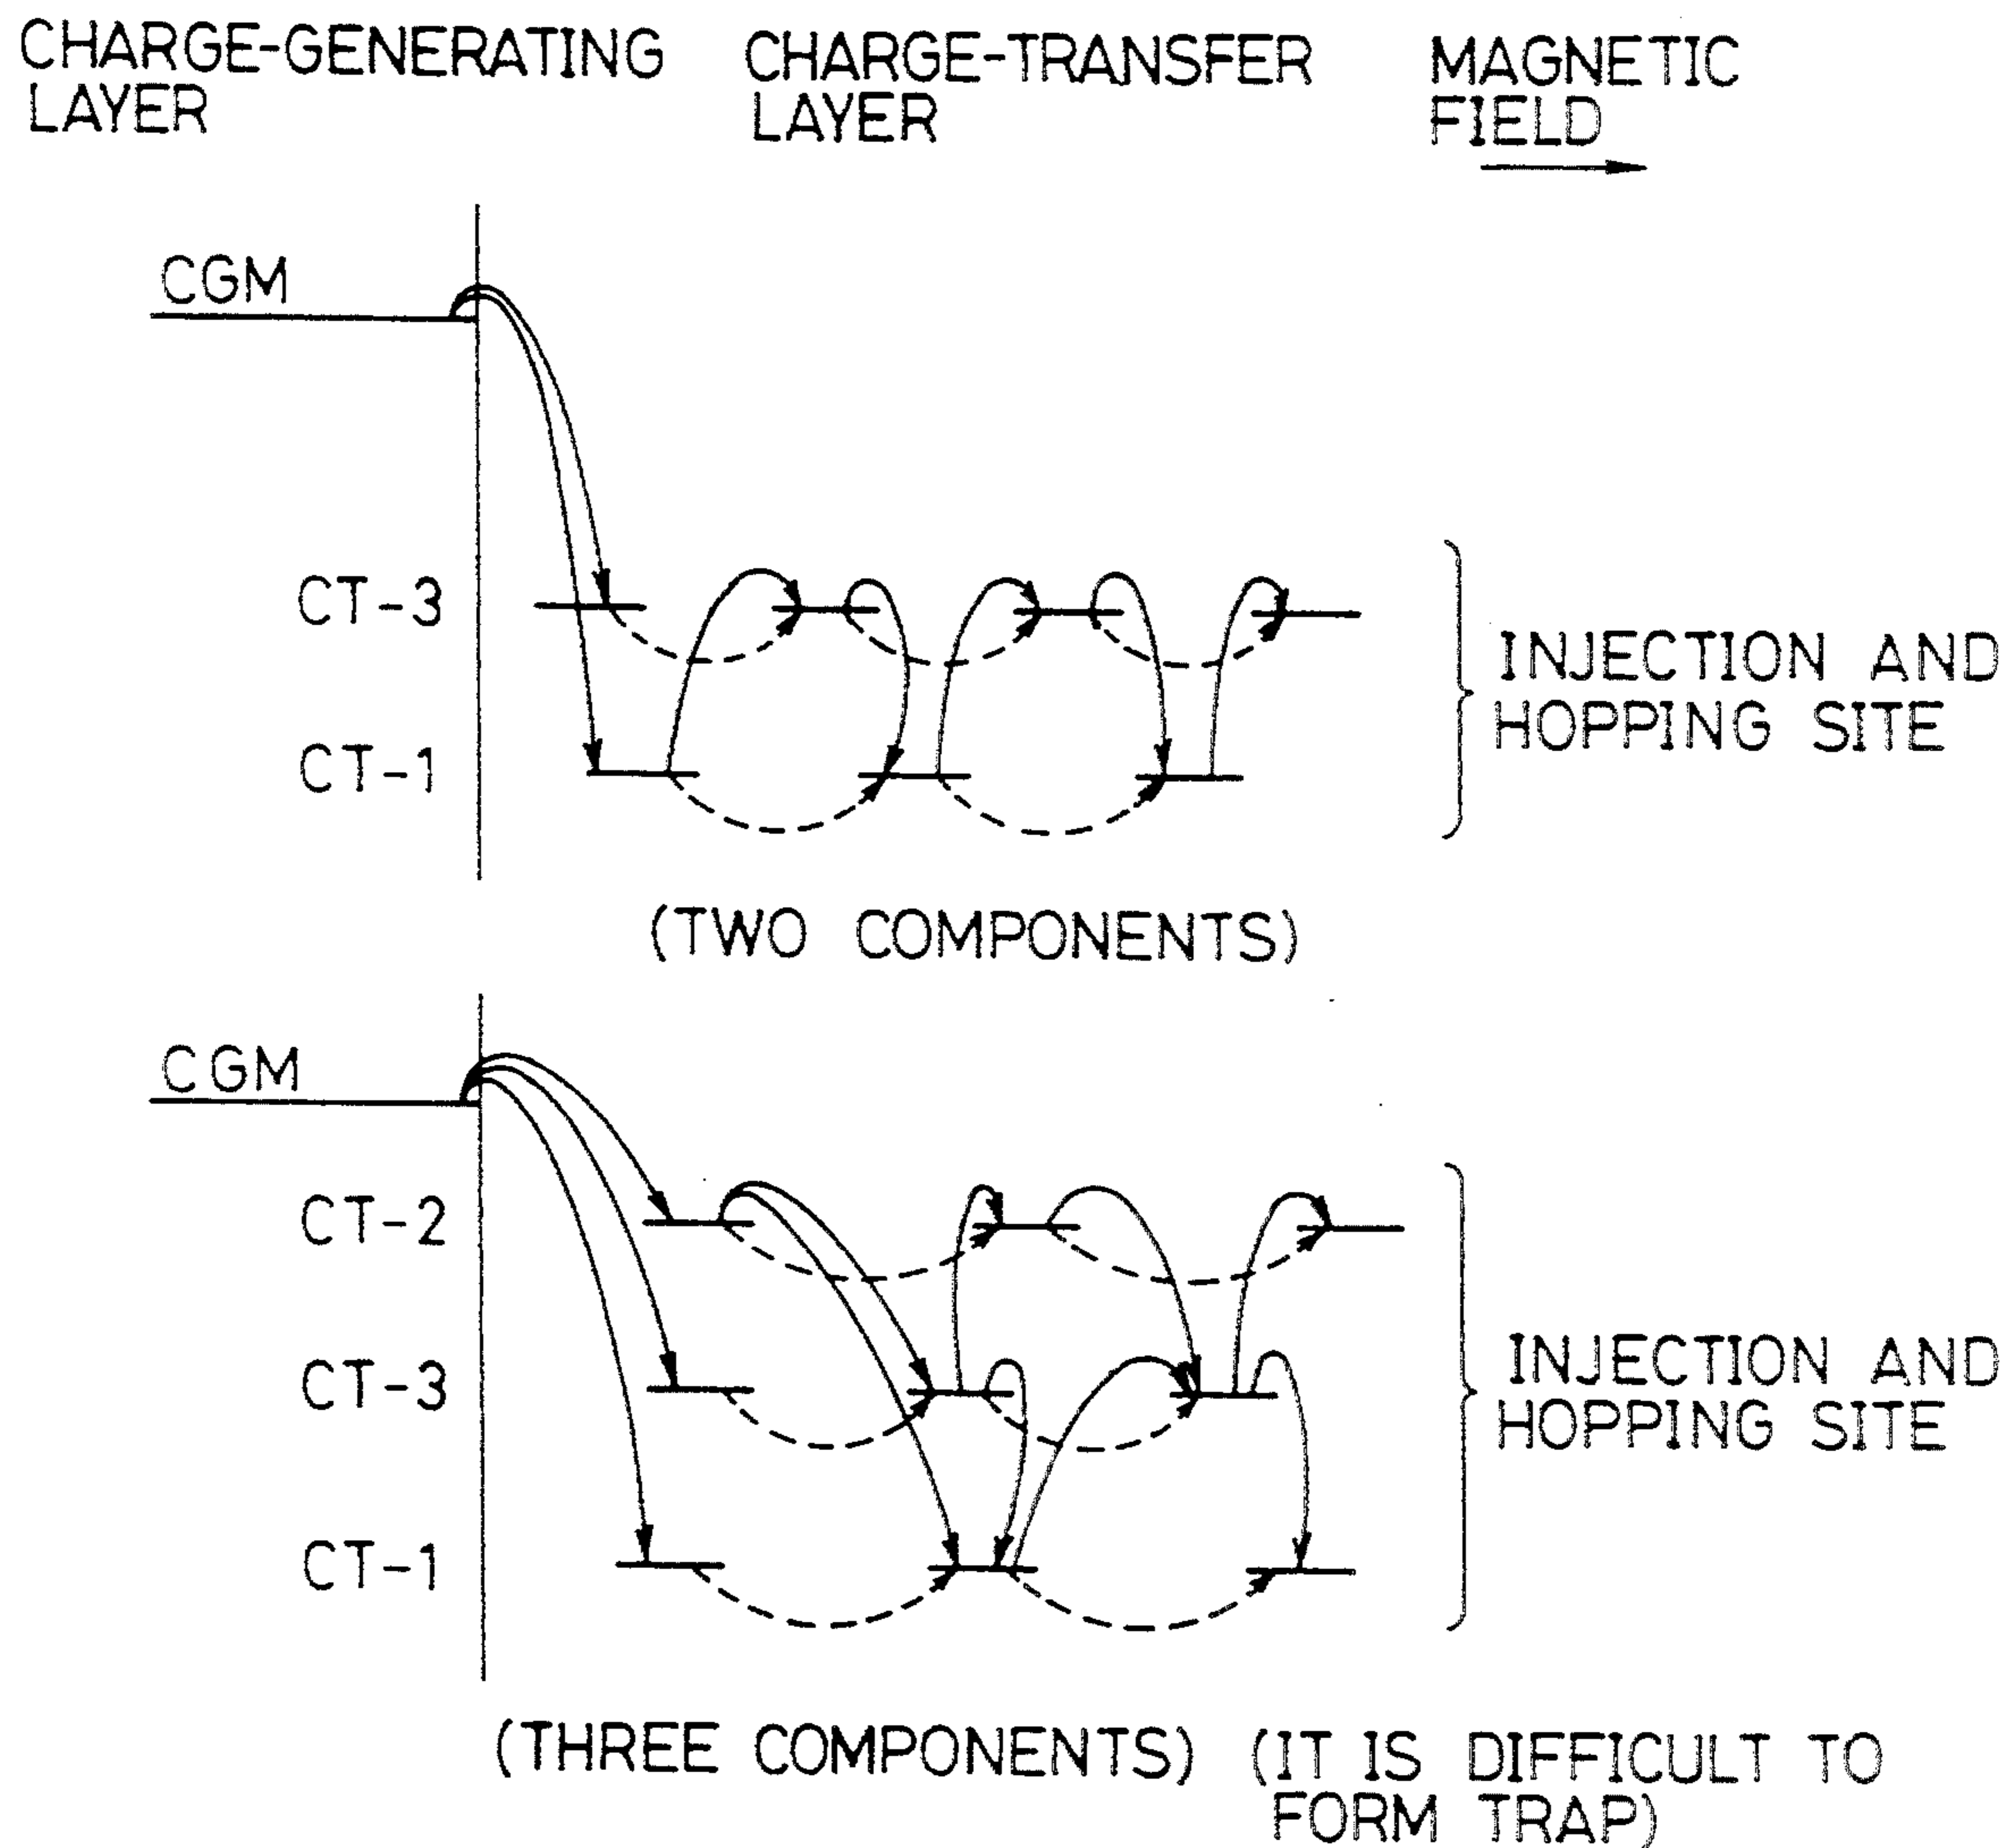 CHARGE-GENERATING
LAYER
CHARGE-TRANSFER
LAYER
MAGNETIC
FIELD
CGM
CT-3
CT-1
INJECTION AND
HOPPING SITE
(TWO COMPONENTS)
CGM
CT-2
CT-3
CT-1
INJECTION AND
HOPPING SITE
(THREE COMPONENTS)
(IT IS DIFFICULT TO
FORM TRAP)